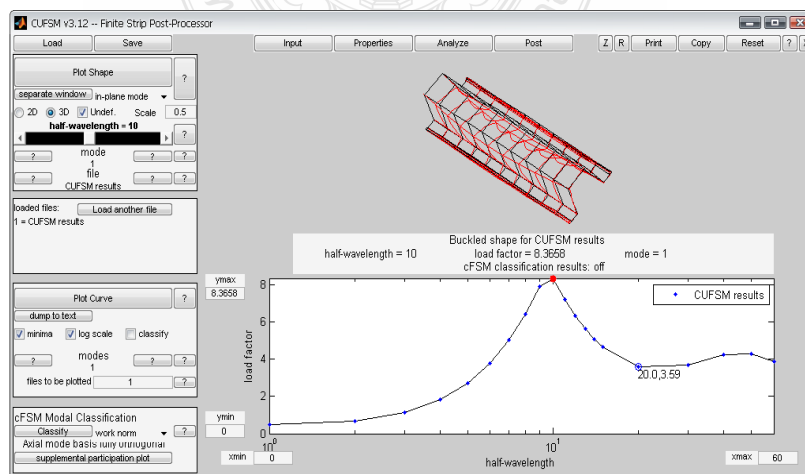 CUFSM v3.12 -- Finite Strip Post-Processor
Load Save Input Properties Analyze Post Z R Print Copy Reset ?
Plot Shape ?
separate window in-plane mode
2D 3D Undef. Scale 0.5
half-wavelength = 10 ?
mode
? 1 ? ?
file
? CUFSM results ? ?
loaded files: Load another file
1 = CUFSM results
Buckled shape for CUFSM results
half-wavelength = 10 load factor = 8.3658 mode = 1
cFSM classification results: off
Plot Curve ?
dump to text
minima log scale classify
modes
? 1 ? ?
files to be plotted 1 ?
cFSM Modal Classification
Classify work norm ?
Axial mode basis fully orthogonal
supplemental participation plot
ymax
8.3658
ymin
0
xmin 0
xmax 60
load factor
8
6
4
2
0
10^0
10^1
half-wavelength
CUFSM results
20.0,3.59